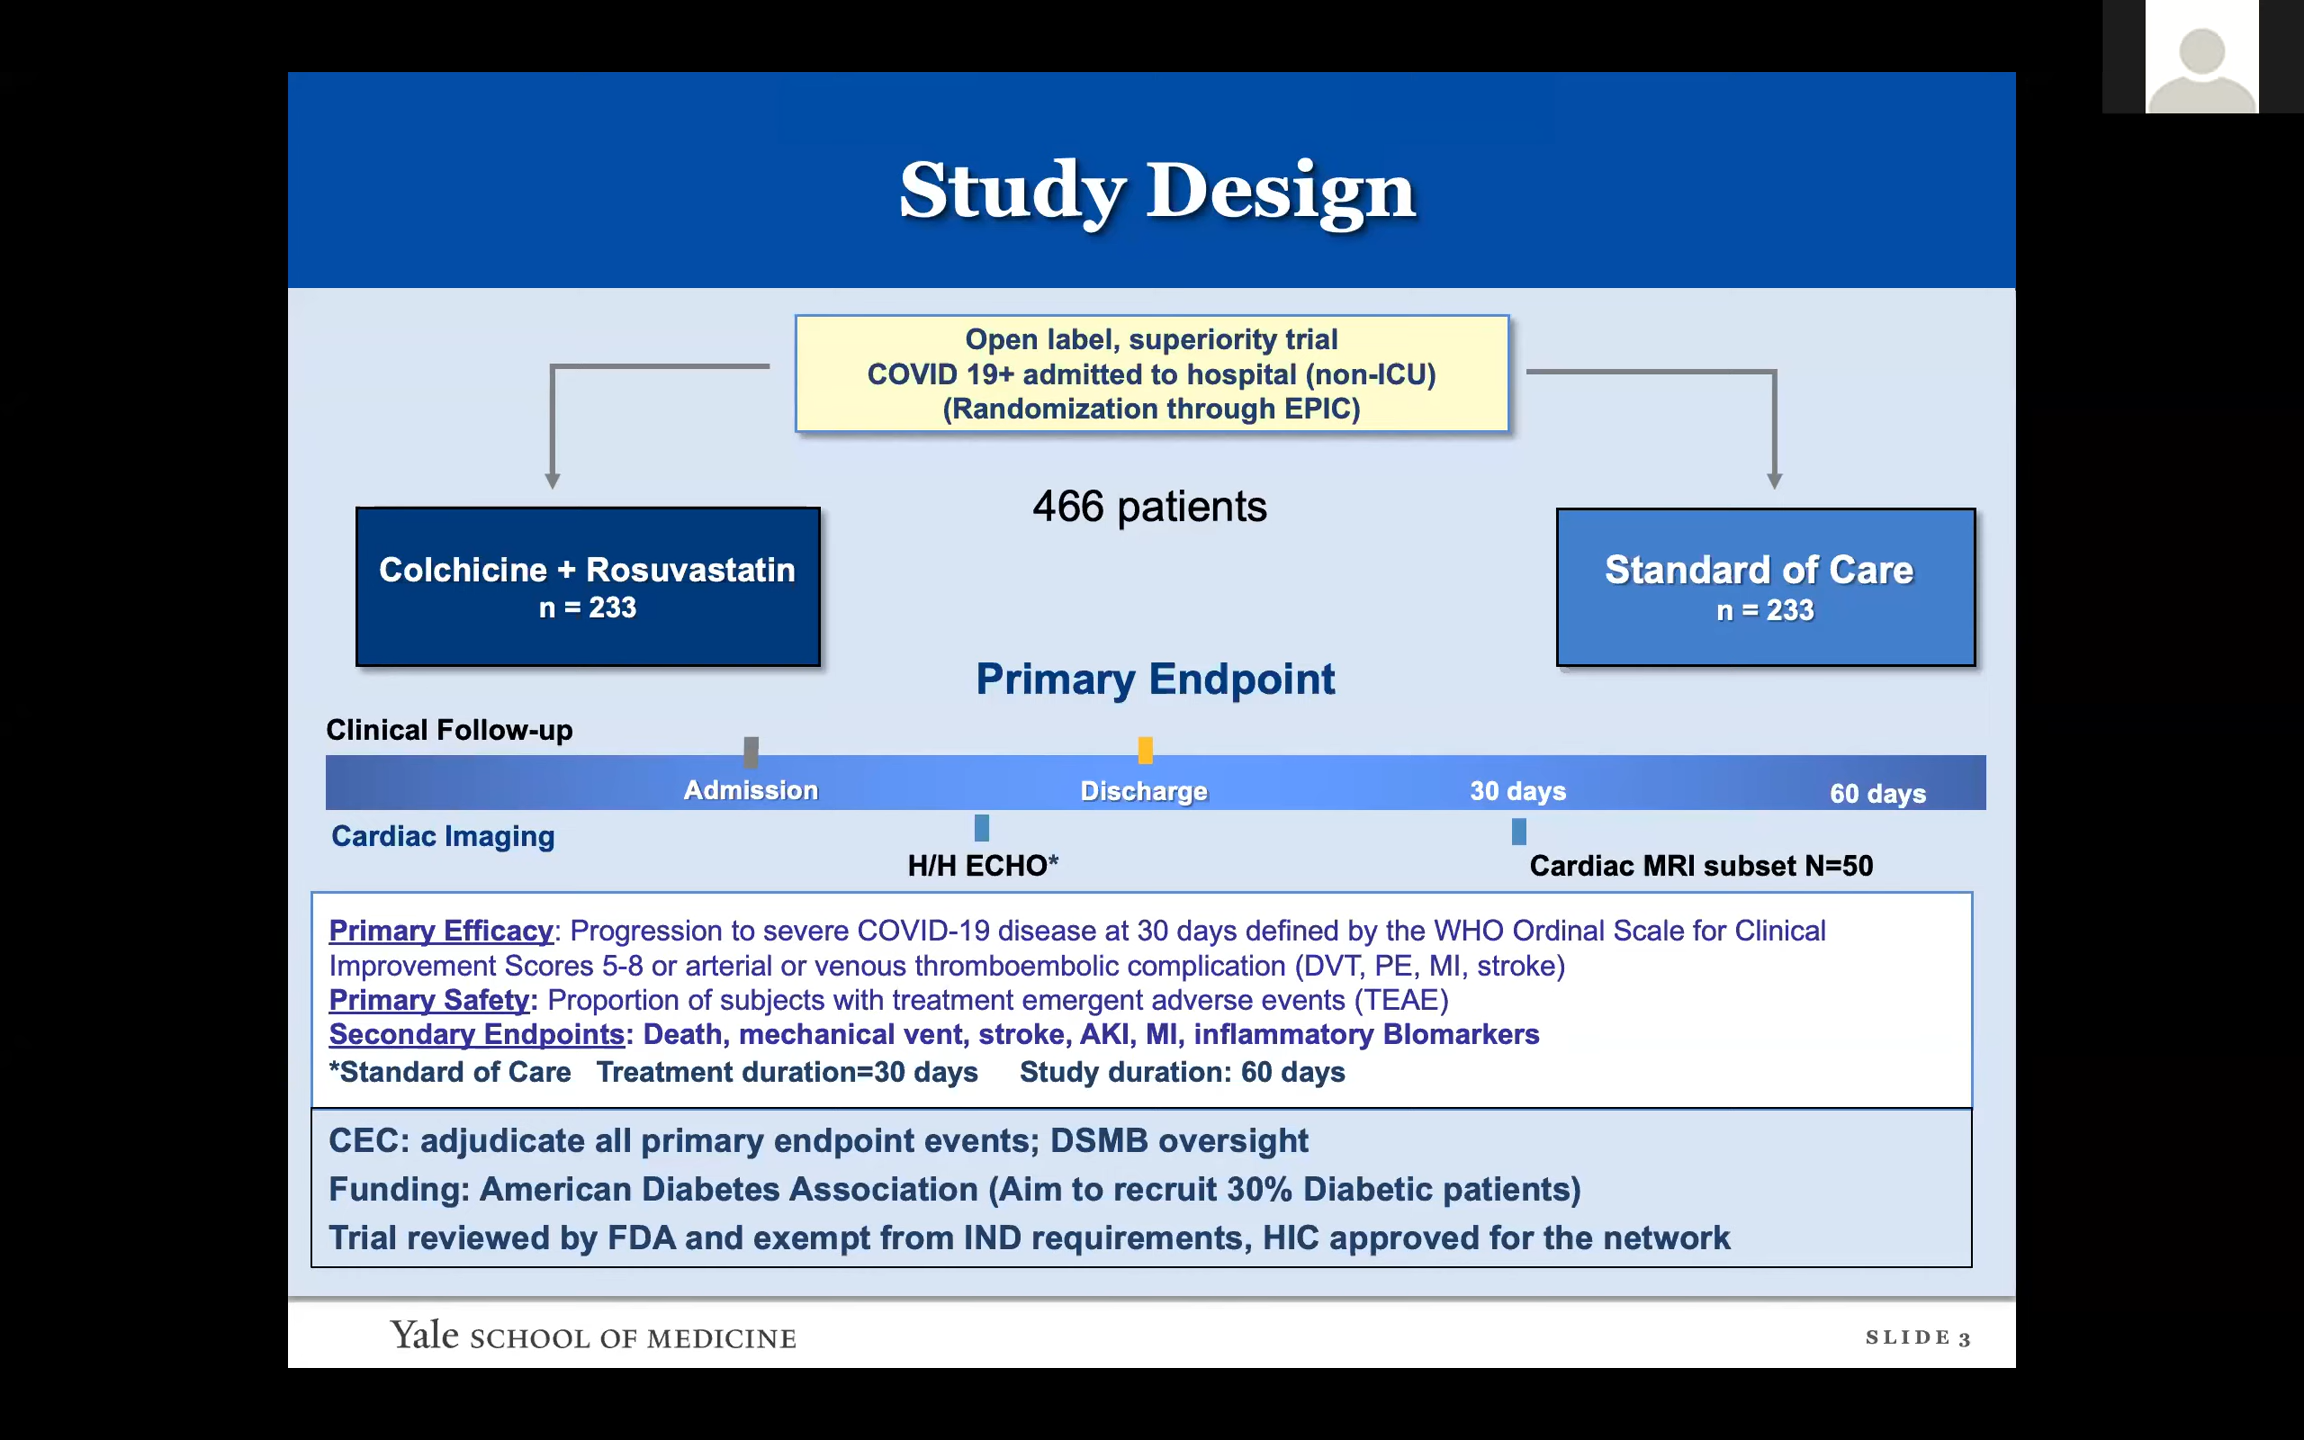 Study Design
Open label, superiority trial
COVID 19+ admitted to hospital (non-ICU)
(Randomization through EPIC)
466 patients
Colchicine + Rosuvastatin
n = 233
Standard of Care
n = 233
Primary Endpoint
Clinical Follow-up
Admission Discharge 30 days 60 days
Cardiac Imaging
H/H ECHO* Cardiac MRI subset N=50
Primary Efficacy: Progression to severe COVID-19 disease at 30 days defined by the WHO Ordinal Scale for Clinical
Improvement Scores 5-8 or arterial or venous thromboembolic complication (DVT, PE, MI, stroke)
Primary Safety: Proportion of subjects with treatment emergent adverse events (TEAE)
Secondary Endpoints: Death, mechanical vent, stroke, AKI, MI, inflammatory Biomarkers
*Standard of Care Treatment duration=30 days Study duration: 60 days
CEC: adjudicate all primary endpoint events; DSMB oversight
Funding: American Diabetes Association (Aim to recruit 30% Diabetic patients)
Trial reviewed by FDA and exempt from IND requirements, HIC approved for the network
Yale SCHOOL OF MEDICINE
SLIDE 3